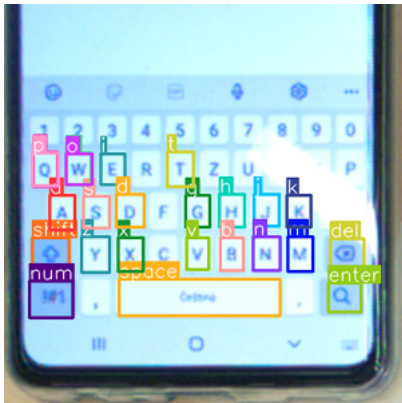 1 2 3 4 5 6 7 8 9 0
p o i t
Q W E R T Z U P
a s d g h j k
A S D F G H J K
shift z x v b n m del
Y X C V B N M
num space enter
!#1 , Čeština .